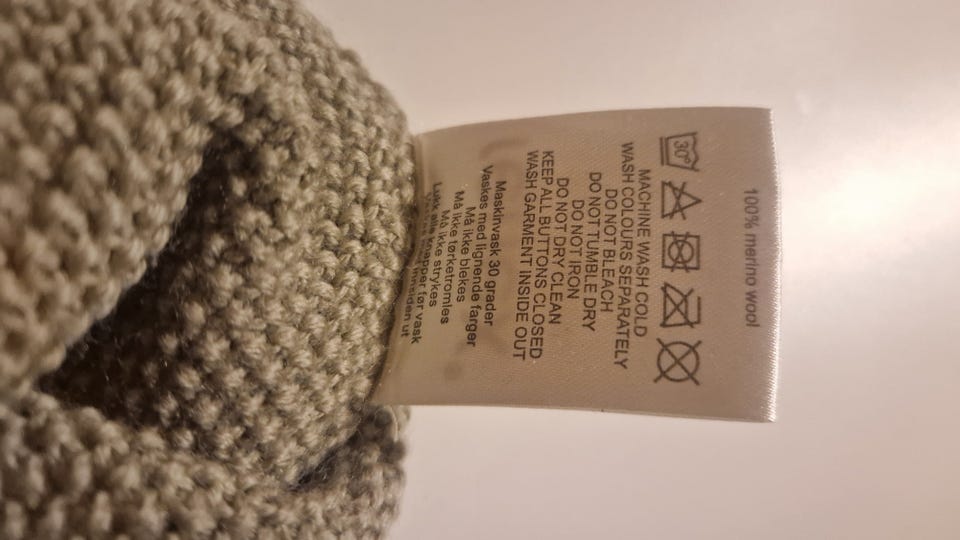 100% merino wool
30°
MACHINE WASH COLD
WASH COLOURS SEPARATELY
DO NOT BLEACH
DO NOT TUMBLE DRY
DO NOT IRON
DO NOT DRY CLEAN
KEEP ALL BUTTONS CLOSED
WASH GARMENT INSIDE OUT
Maskinvask 30 grader
Vaskes med lignende farger
Må ikke blekes
Må ikke tørketromles
Må ikke strykes
Lukk alle knapper før vask
innsiden ut